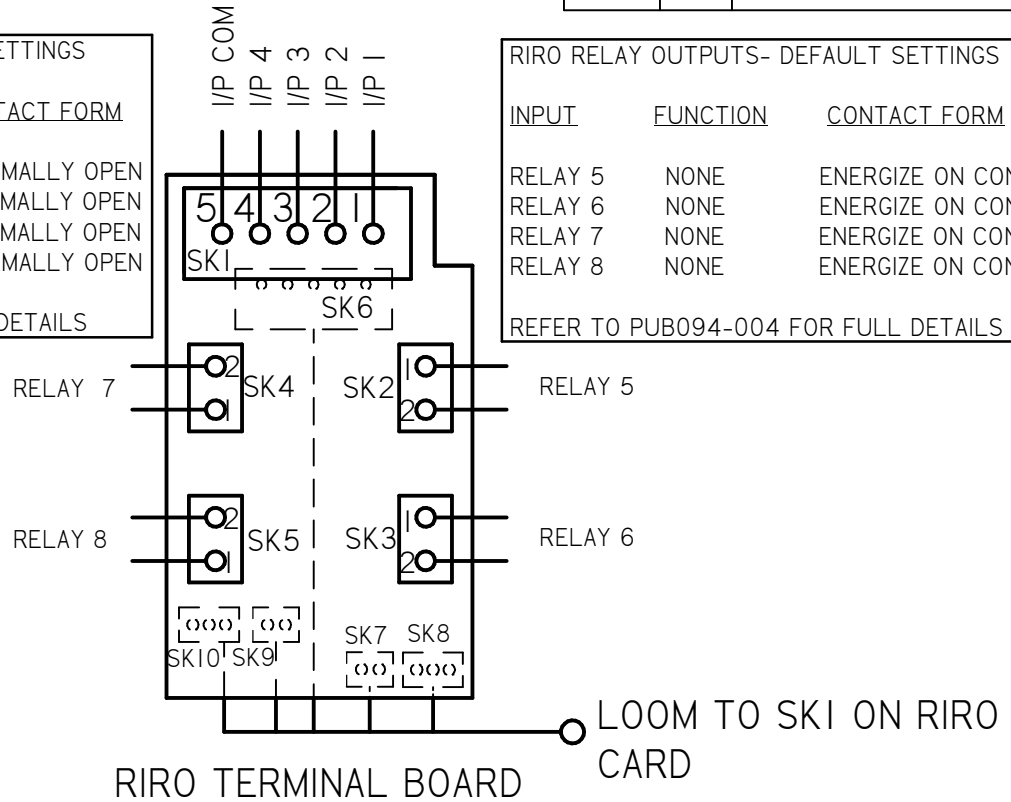 I/P COM
I/P 4
I/P 3
I/P 2
I/P 1
ETTINGS
TACT FORM
MALLY OPEN
MALLY OPEN
MALLY OPEN
MALLY OPEN
DETAILS
RIRO RELAY OUTPUTS- DEFAULT SETTINGS
INPUT FUNCTION CONTACT FORM
RELAY 5 NONE ENERGIZE ON CON
RELAY 6 NONE ENERGIZE ON CON
RELAY 7 NONE ENERGIZE ON CON
RELAY 8 NONE ENERGIZE ON CON
REFER TO PUB094-004 FOR FULL DETAILS
5 4 3 2 1
SK1
SK6
RELAY 7
2
1
SK4
SK2
1
2
RELAY 5
RELAY 8
2
1
SK5
SK3
1
2
RELAY 6
SK10
SK9
SK7
SK8
LOOM TO SK1 ON RIRO
CARD
RIRO TERMINAL BOARD